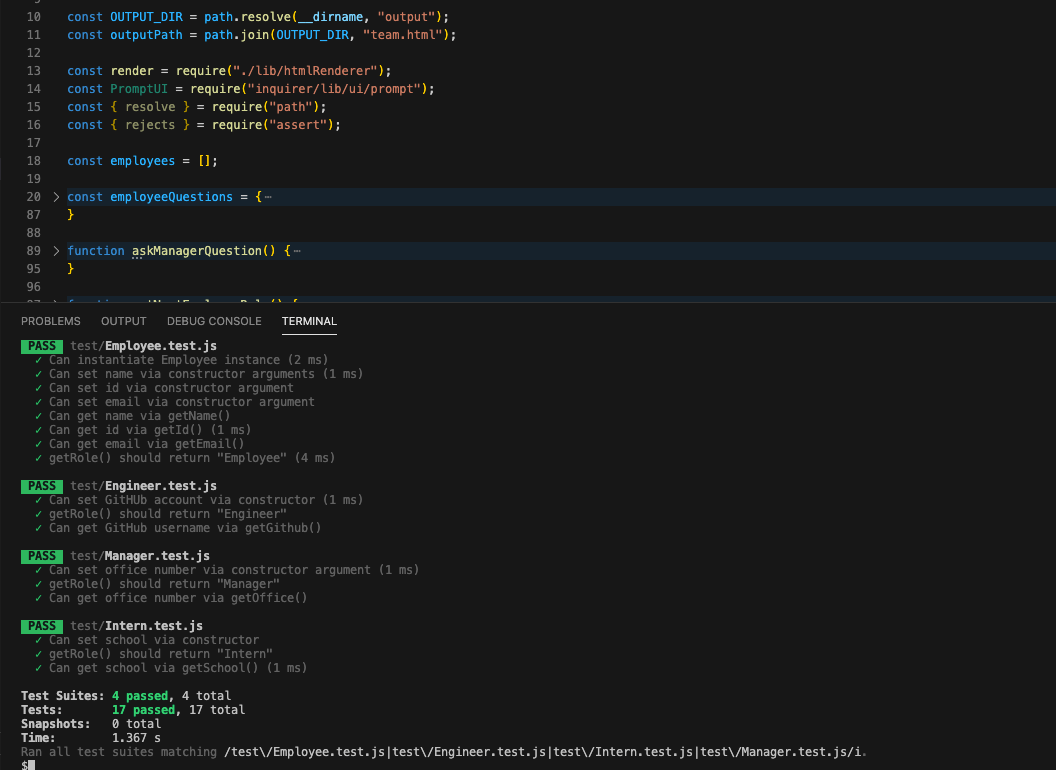 10 const OUTPUT_DIR = path.resolve(__dirname, "output");
11 const outputPath = path.join(OUTPUT_DIR, "team.html");
12
13 const render = require("./lib/htmlRenderer");
14 const PromptUI = require("inquirer/lib/ui/prompt");
15 const { resolve } = require("path");
16 const { rejects } = require("assert");
17
18 const employees = [];
19
20 const employeeQuestions = {⋯
87 }
88
89 function askManagerQuestion() {⋯
95 }
96
PROBLEMS OUTPUT DEBUG CONSOLE TERMINAL
PASS test/Employee.test.js
✓ Can instantiate Employee instance (2 ms)
✓ Can set name via constructor arguments (1 ms)
✓ Can set id via constructor argument
✓ Can set email via constructor argument
✓ Can get name via getName()
✓ Can get id via getId() (1 ms)
✓ Can get email via getEmail()
✓ getRole() should return "Employee" (4 ms)
PASS test/Engineer.test.js
✓ Can set GitHUb account via constructor (1 ms)
✓ getRole() should return "Engineer"
✓ Can get GitHub username via getGithub()
PASS test/Manager.test.js
✓ Can set office number via constructor argument (1 ms)
✓ getRole() should return "Manager"
✓ Can get office number via getOffice()
PASS test/Intern.test.js
✓ Can set school via constructor
✓ getRole() should return "Intern"
✓ Can get school via getSchool() (1 ms)
Test Suites: 4 passed, 4 total
Tests: 17 passed, 17 total
Snapshots: 0 total
Time: 1.367 s
Ran all test suites matching /test\/Employee.test.js|test\/Engineer.test.js|test\/Intern.test.js|test\/Manager.test.js/i.
$